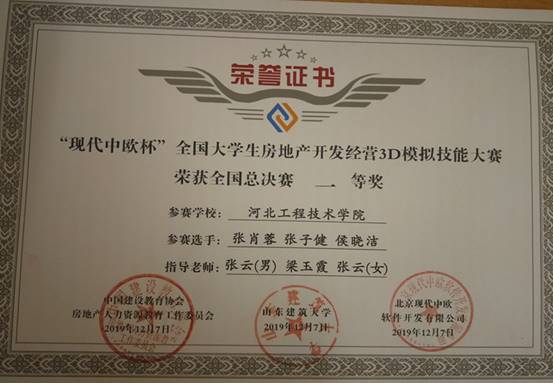 荣誉证书
“现代中欧杯”全国大学生房地产开发经营3D模拟技能大赛
荣获全国总决赛 二 等奖
参赛学校： 河北工程技术学院
参赛选手： 张肖蓉 张子健 侯晓洁
指导老师： 张云(男) 梁玉霞 张云(女)
中国建设教育协会
房地产人力资源教育工作委员会
2019年12月7日
山东建筑大学
2019年12月7日
北京现代中欧
软件开发有限公司
2019年12月7日